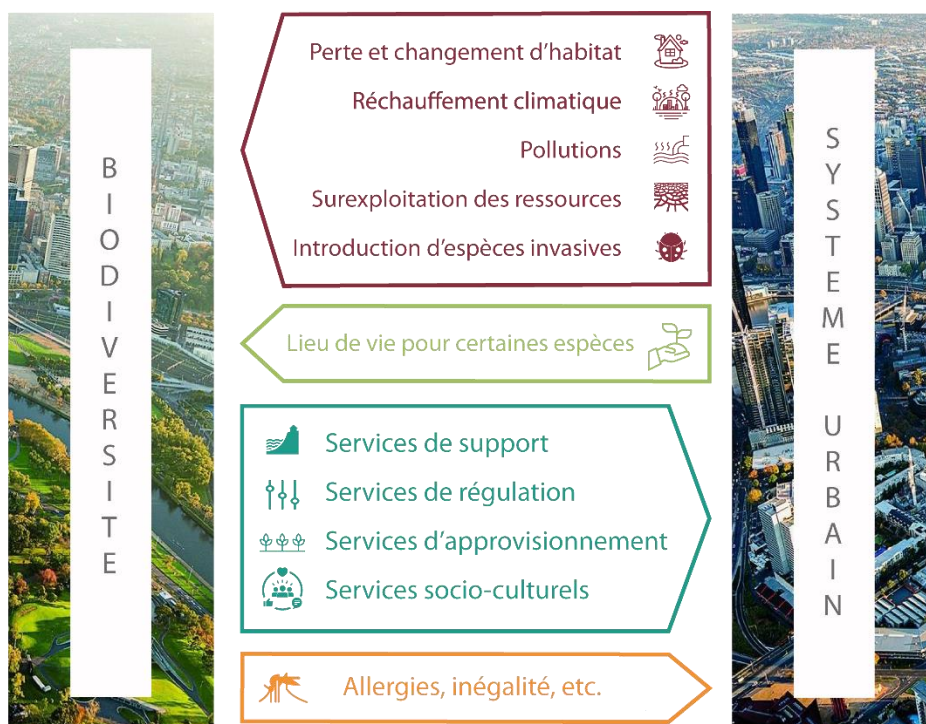 BIODIVERSITE
Perte et changement d’habitat
Réchauffement climatique
Pollutions
Surexploitation des ressources
Introduction d’espèces invasives
Lieu de vie pour certaines espèces
Services de support
Services de régulation
Services d’approvisionnement
Services socio-culturels
Allergies, inégalité, etc.
SYSTEME URBAIN